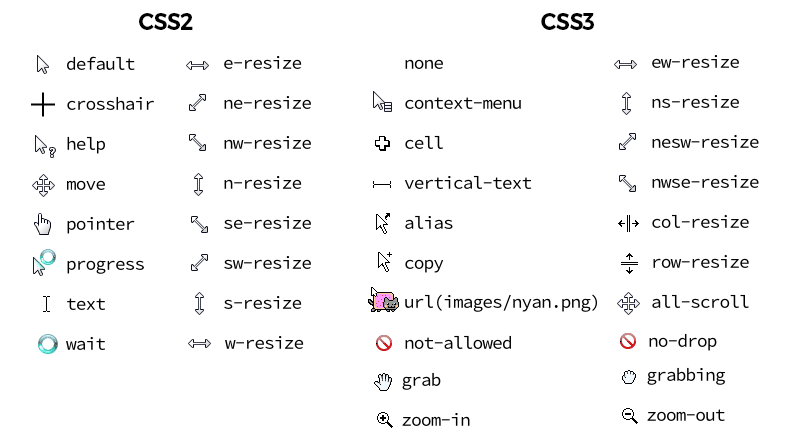 CSS2
default
crosshair
help
move
pointer
progress
text
wait
e-resize
ne-resize
nw-resize
n-resize
se-resize
sw-resize
s-resize
w-resize
CSS3
none
context-menu
cell
vertical-text
alias
copy
url(images/nyan.png)
not-allowed
grab
zoom-in
ew-resize
ns-resize
nesw-resize
nwse-resize
col-resize
row-resize
all-scroll
no-drop
grabbing
zoom-out